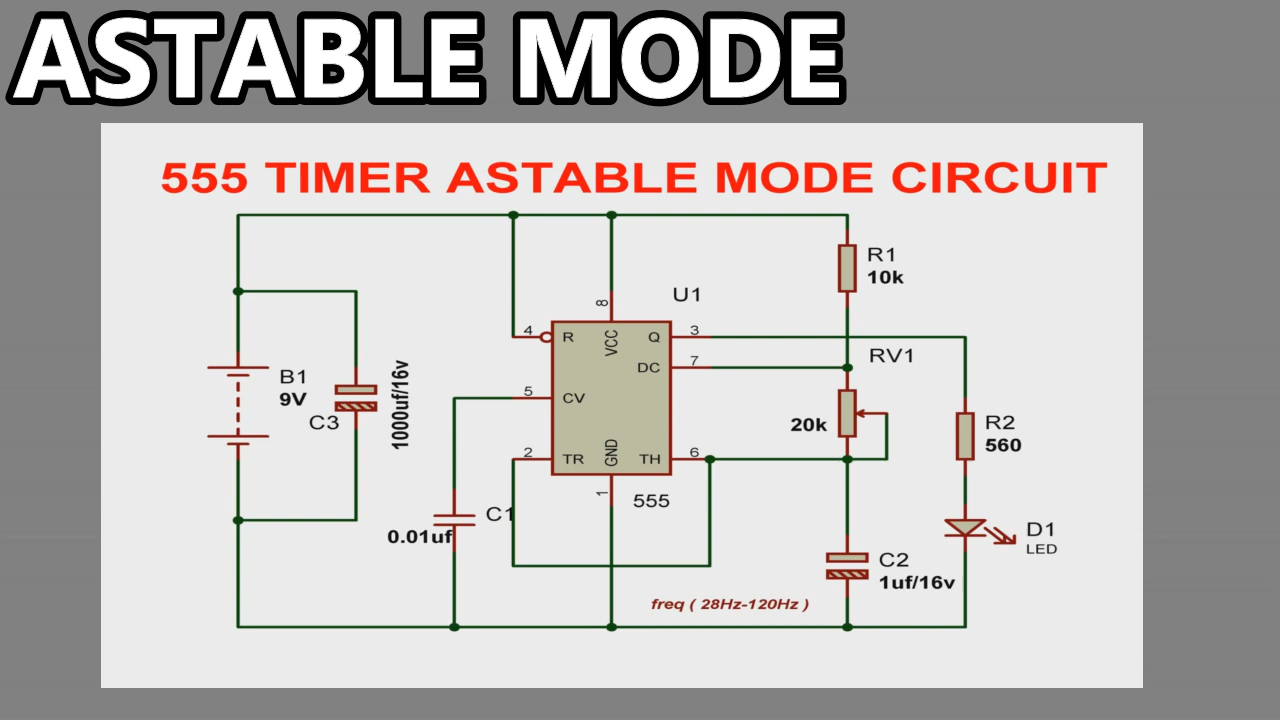 ASTABLE MODE
555 TIMER ASTABLE MODE CIRCUIT
R1
10k
U1
8
4
R
VCC
Q
3
DC
7
RV1
B1
9V
C3
1000uf/16v
5
CV
20k
R2
560
2
TR
GND
TH
6
1
555
C1
0.01uf
D1
LED
C2
1uf/16v
freq ( 28Hz-120Hz )